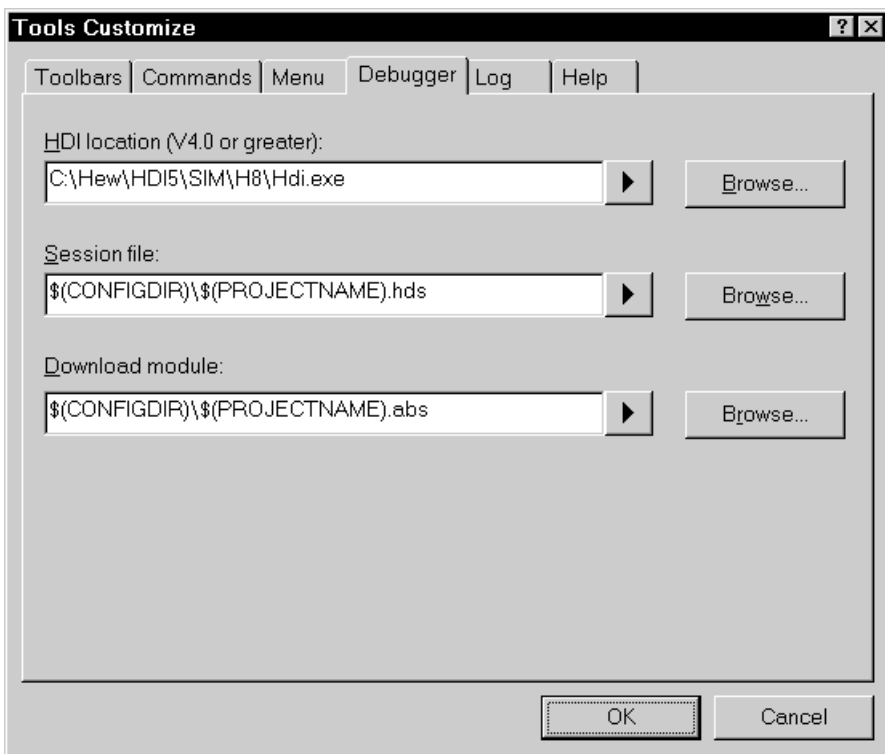 Tools Customize
Toolbars Commands Menu Debugger Log Help
HDI location (V4.0 or greater):
C:\Hew\HDI5\SIM\H8\Hdi.exe Browse...
Session file:
$(CONFIGDIR)\$(PROJECTNAME).hds Browse...
Download module:
$(CONFIGDIR)\$(PROJECTNAME).abs Browse...
OK Cancel